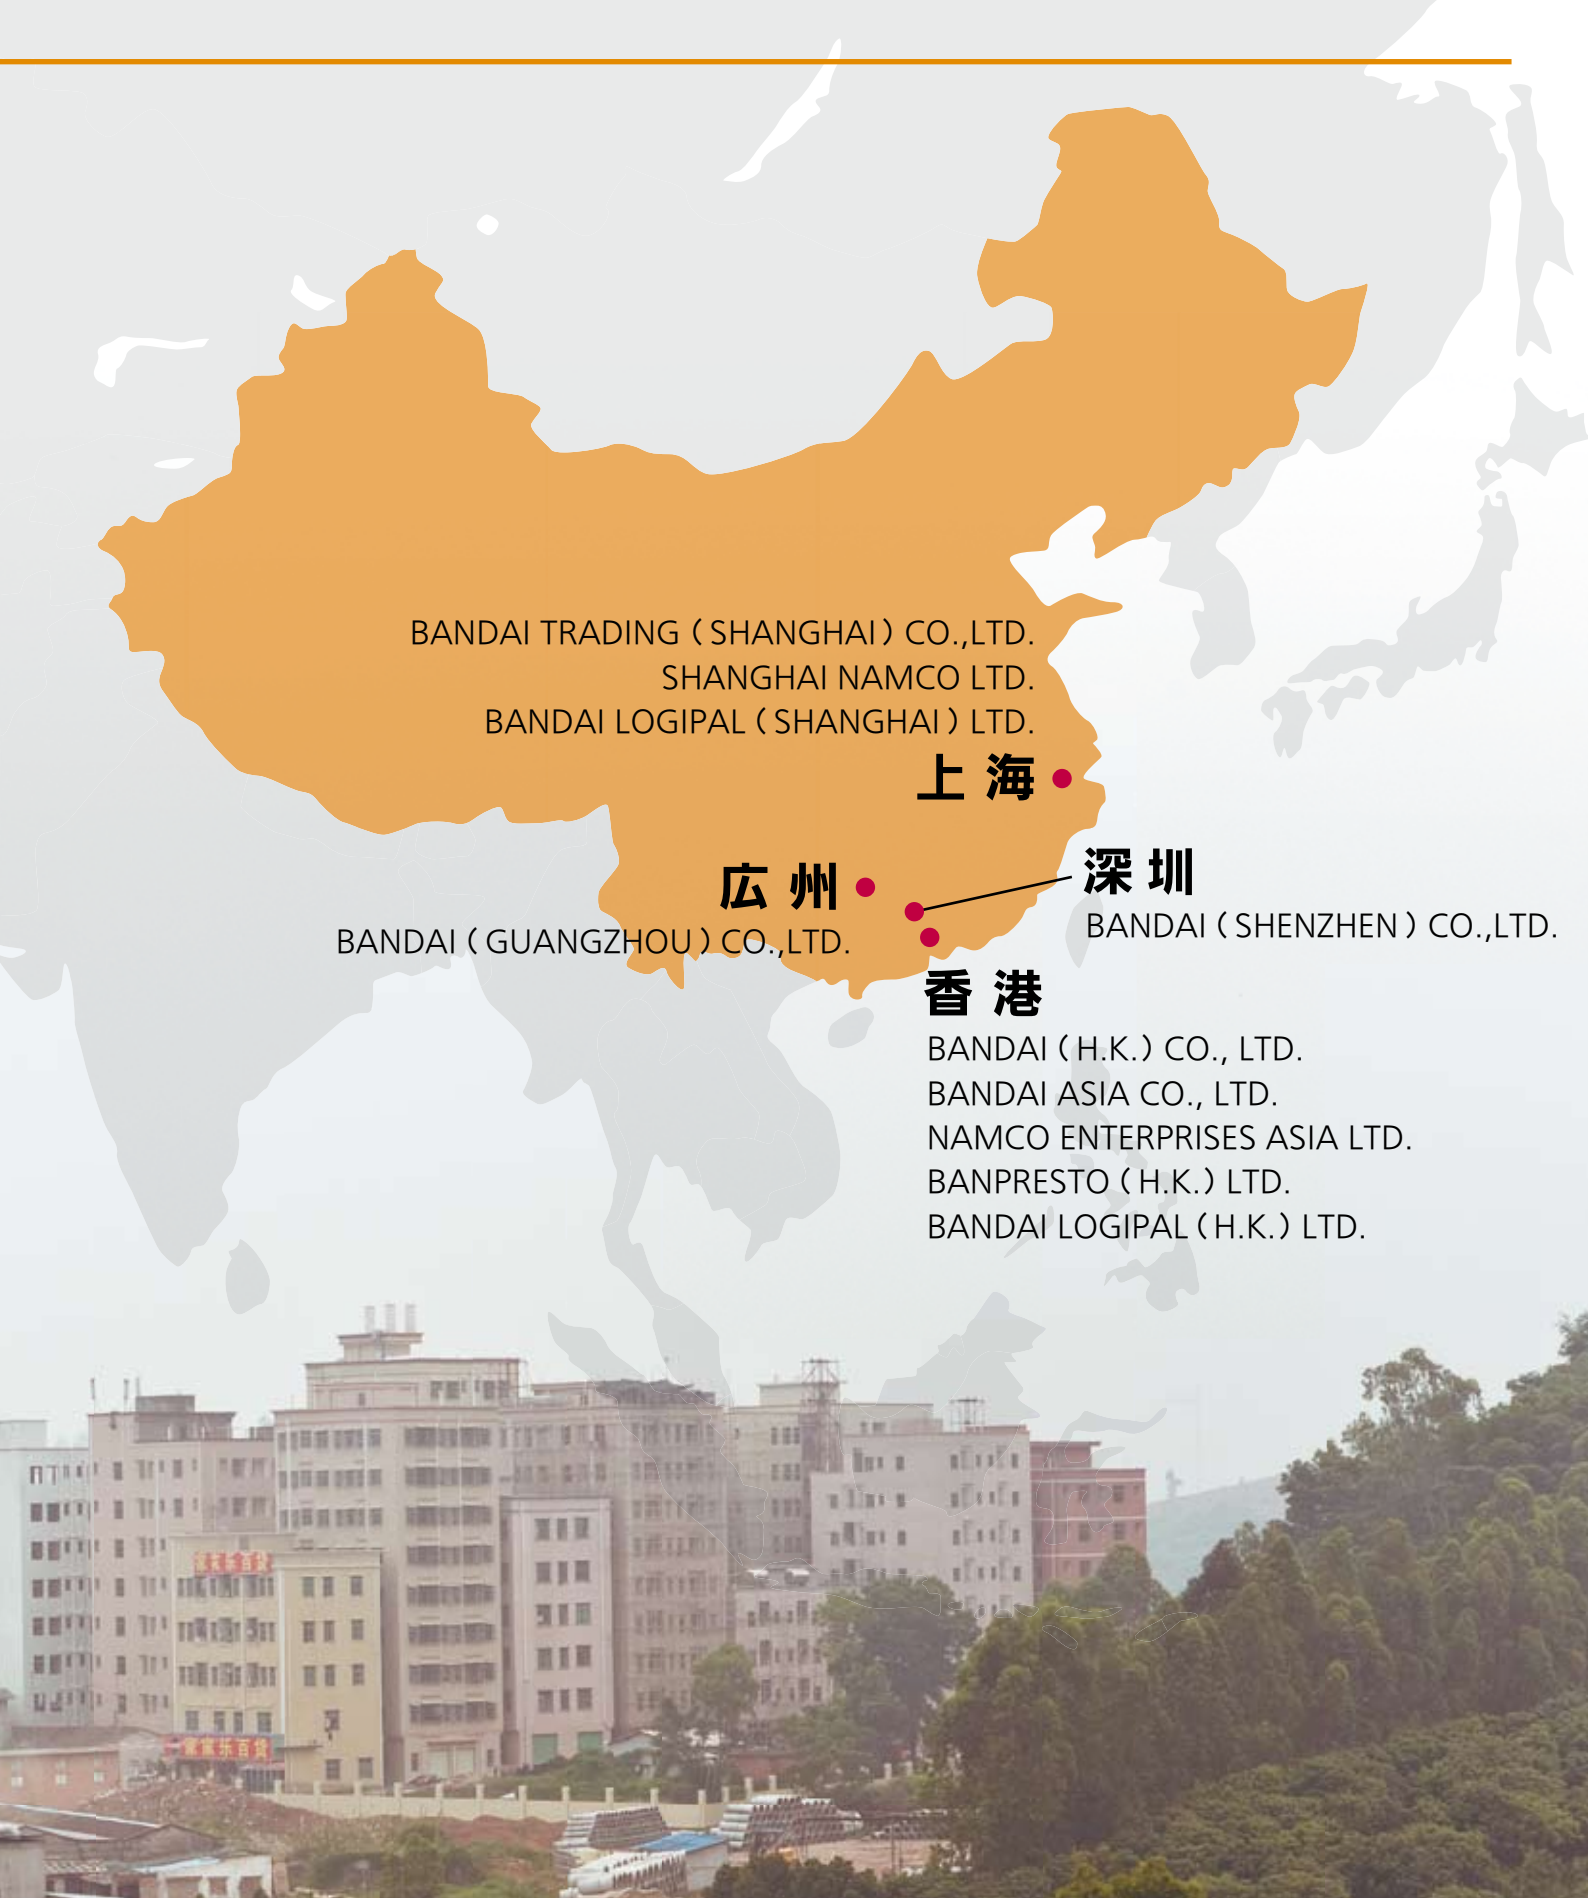 BANDAI TRADING (SHANGHAI) CO.,LTD.
SHANGHAI NAMCO LTD.
BANDAI LOGIPAL (SHANGHAI) LTD.
上 海
広 州
BANDAI (GUANGZHOU) CO.,LTD.
深 圳
BANDAI (SHENZHEN) CO.,LTD.
香 港
BANDAI (H.K.) CO., LTD.
BANDAI ASIA CO., LTD.
NAMCO ENTERPRISES ASIA LTD.
BANPRESTO (H.K.) LTD.
BANDAI LOGIPAL (H.K.) LTD.